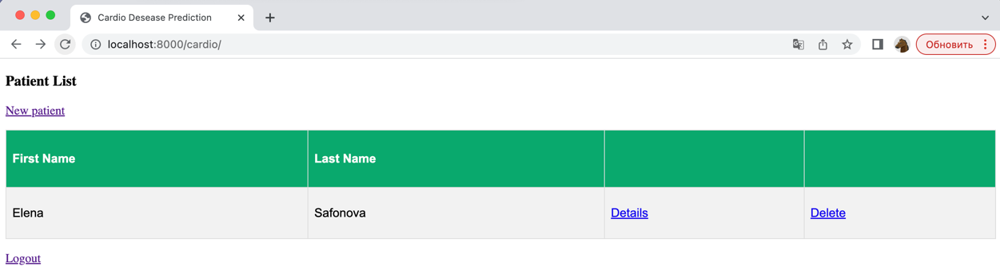 Cardio Desease Prediction
localhost:8000/cardio/
Обновить
Patient List
New patient
First Name Last Name
Elena Safonova Details Delete
Logout